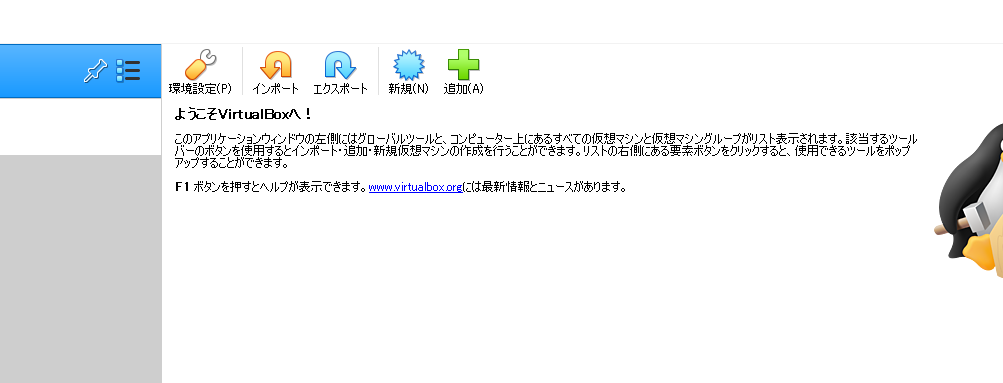 環境設定(P) インポート エクスポート 新規(N) 追加(A)
ようこそVirtualBoxへ！
このアプリケーションウィンドウの左側にはグローバルツールと、コンピューター上にあるすべての仮想マシンと仮想マシングループがリスト表示されます。該当するツール
バーのボタンを使用するとインポート・追加・新規仮想マシンの作成を行うことができます。リストの右側にある要素ボタンをクリックすると、使用できるツールをポップ
アップすることができます。
F1 ボタンを押すとヘルプが表示できます。www.virtualbox.orgには最新情報とニュースがあります。